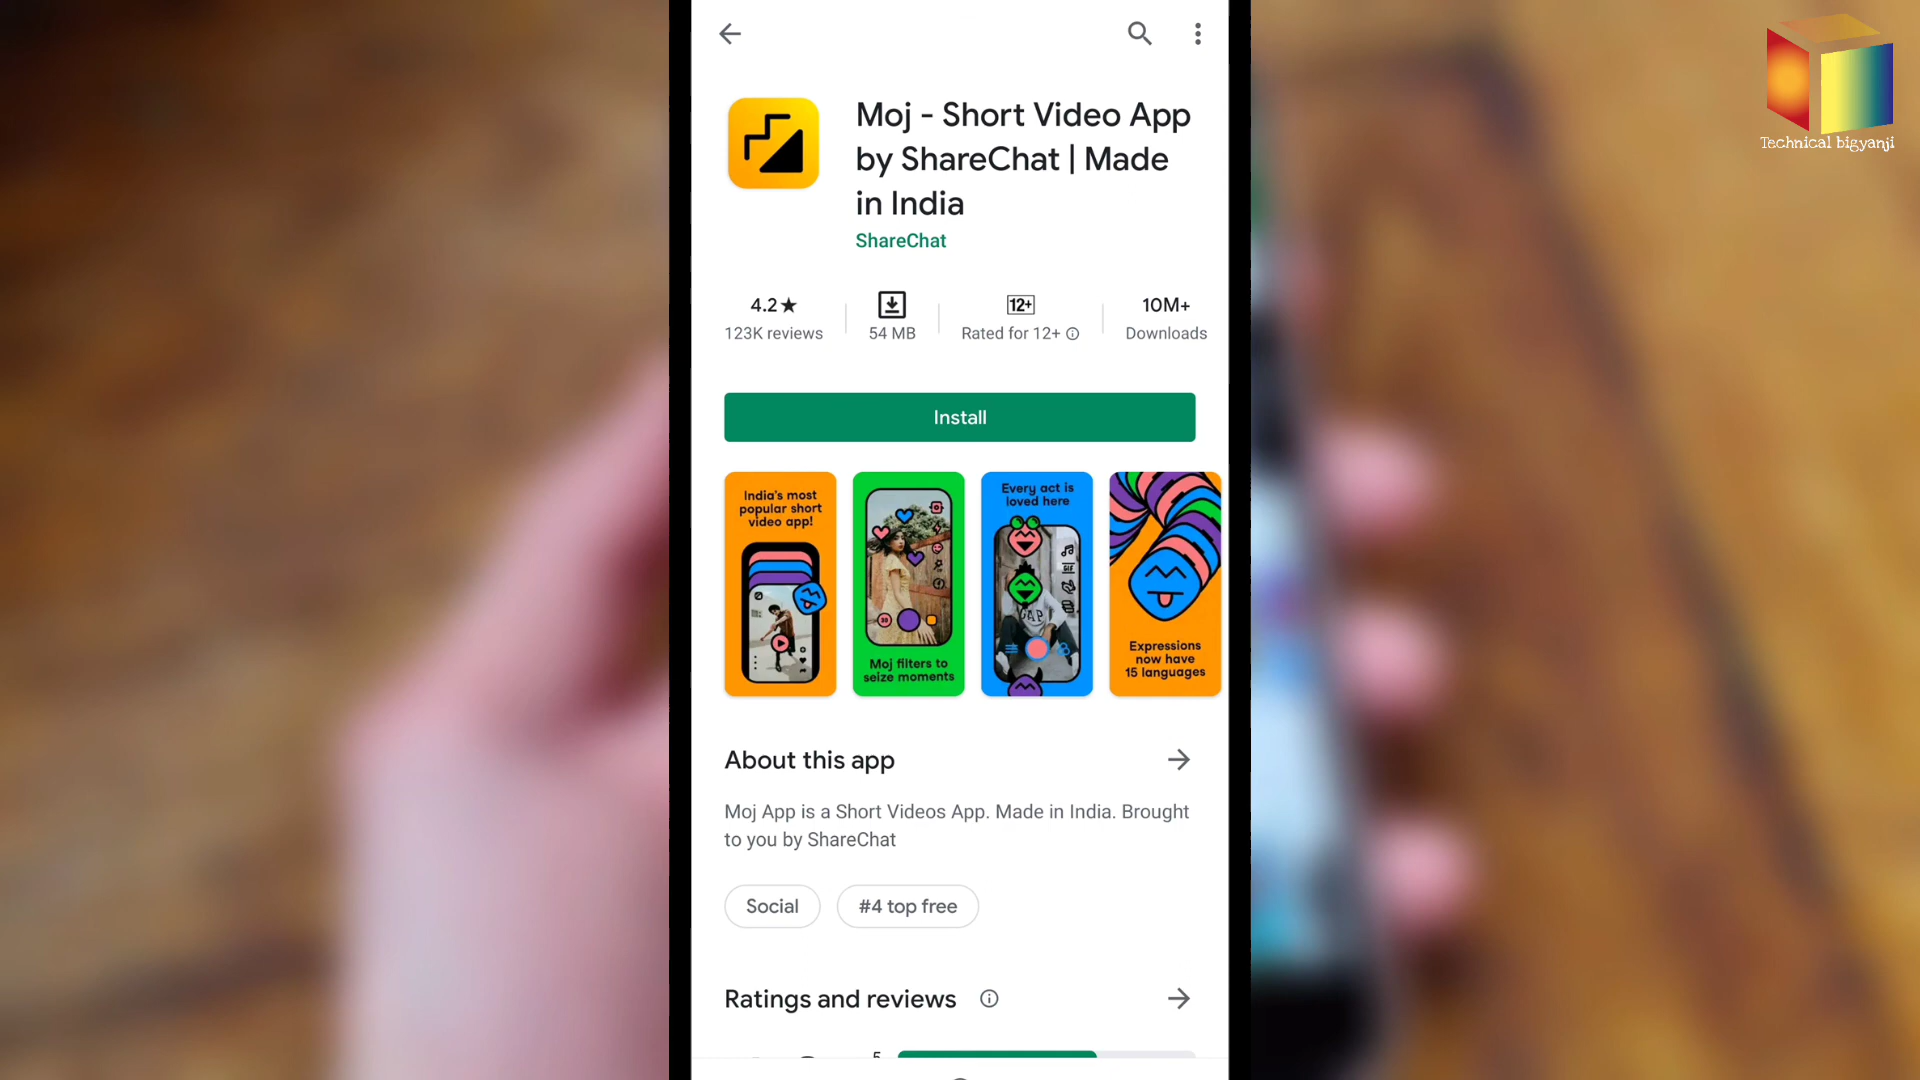 Technical bigyanji
Moj - Short Video App
by ShareChat | Made
in India
ShareChat
4.2★
123K reviews
54 MB
12+
Rated for 12+
10M+
Downloads
Install
India's most
popular short
video app!
Moj filters to
seize moments
Every act is
loved here
GIF
GAP
Expressions
now have
15 languages
About this app
Moj App is a Short Videos App. Made in India. Brought
to you by ShareChat
Social
#4 top free
Ratings and reviews
5